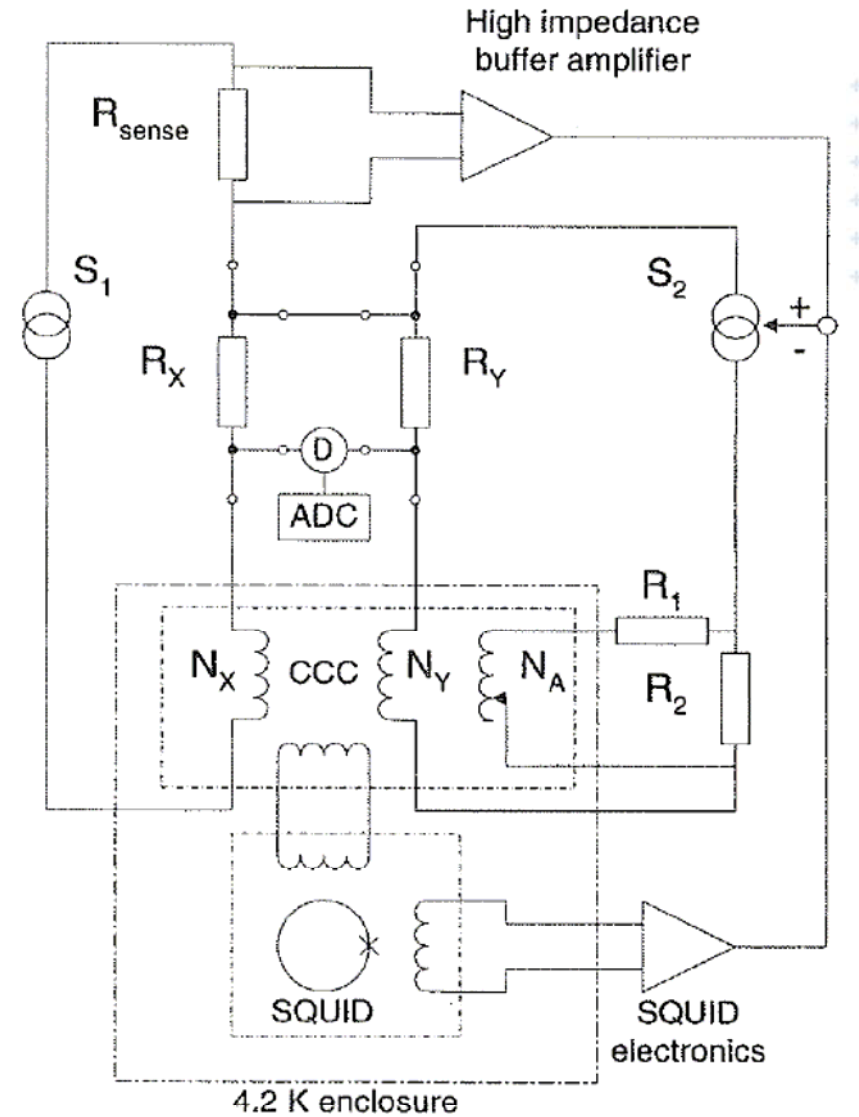 High impedance
buffer amplifier
R_sense
S_1
S_2
+
-
R_X
R_Y
D
ADC
R_1
N_X
CCC
N_Y
N_A
R_2
SQUID
SQUID
electronics
4.2 K enclosure